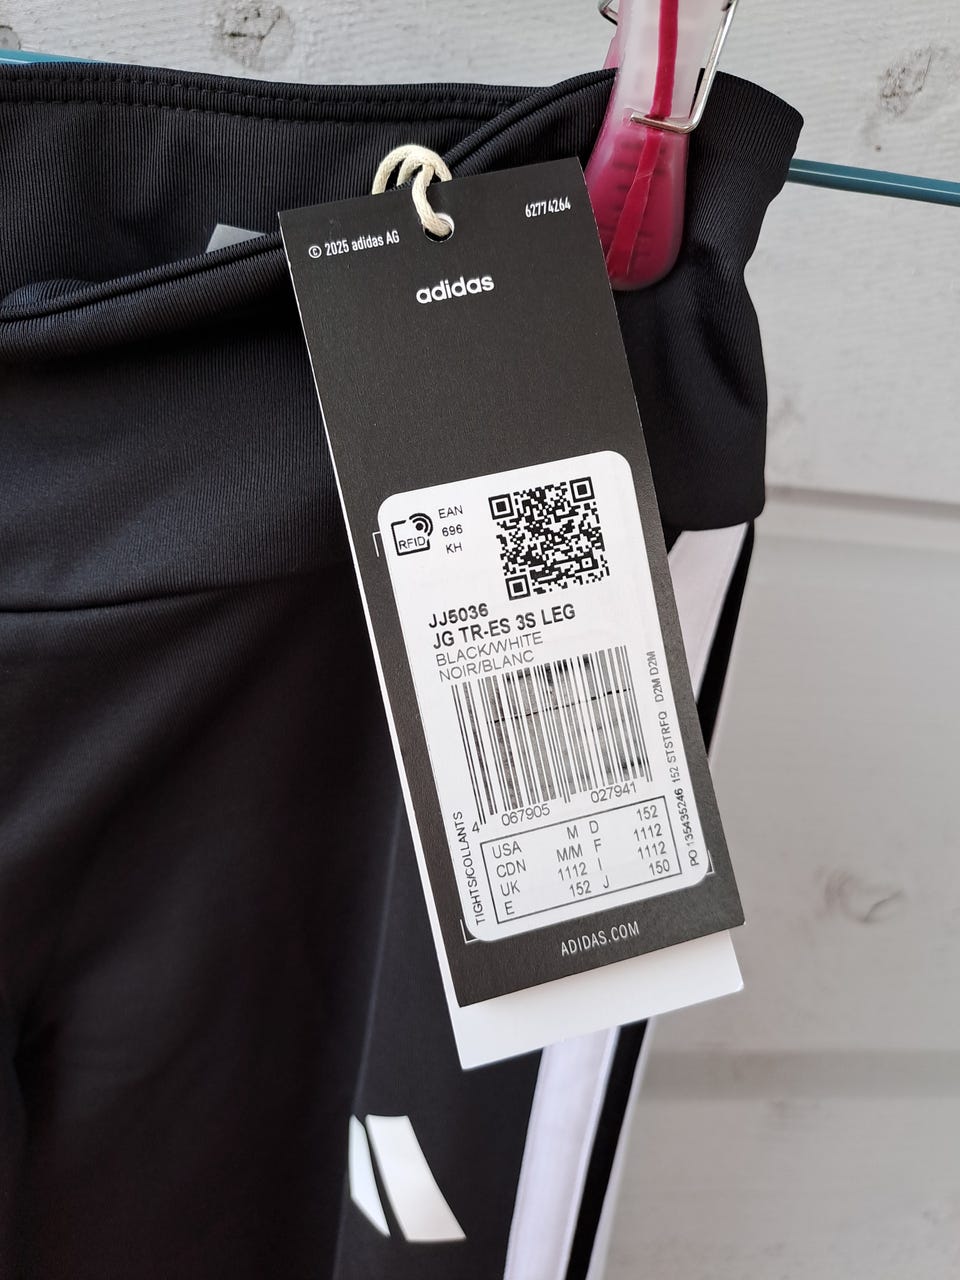 © 2025 adidas AG
62774264
adidas
RFID
EAN
696
KH
JJ5036
JG TR-ES 3S LEG
BLACK/WHITE
NOIR/BLANC
4 067905 027941
TIGHTS/COLLANTS
PO 135435246 152 STSTRFQ D2M D2M
USA M D 152
CDN M/M F 1112
UK 1112 I 1112
E 152 J 150
ADIDAS.COM